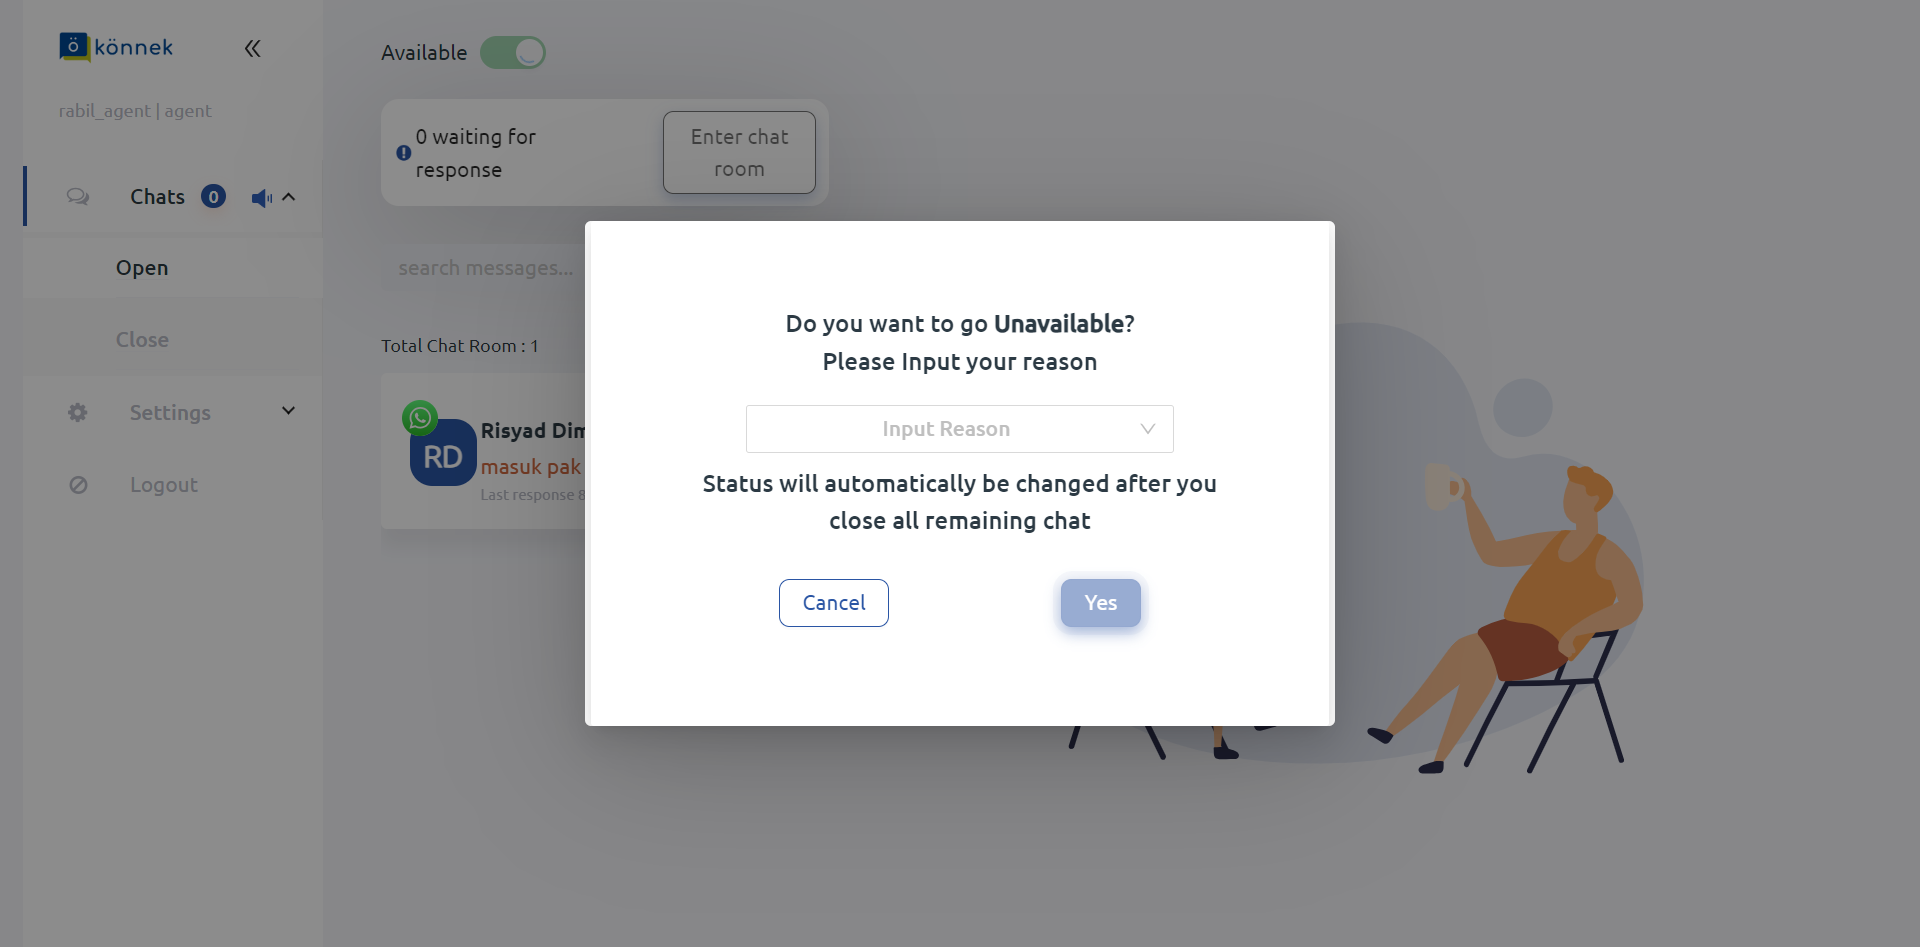 ö könnek
rabil_agent | agent
Chats 0
Open
Close
Settings
Logout
Available
0 waiting for
response
Enter chat
room
search messages...
Total Chat Room : 1
RD
Risyad Dim
masuk pak
Last response 8
Do you want to go Unavailable?
Please Input your reason
Input Reason
Status will automatically be changed after you
close all remaining chat
Cancel
Yes